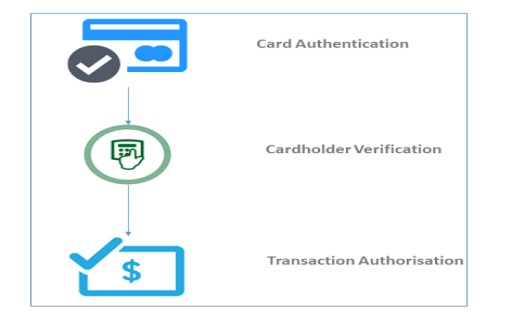 Card Authentication
Cardholder Verification
$
Transaction Authorisation